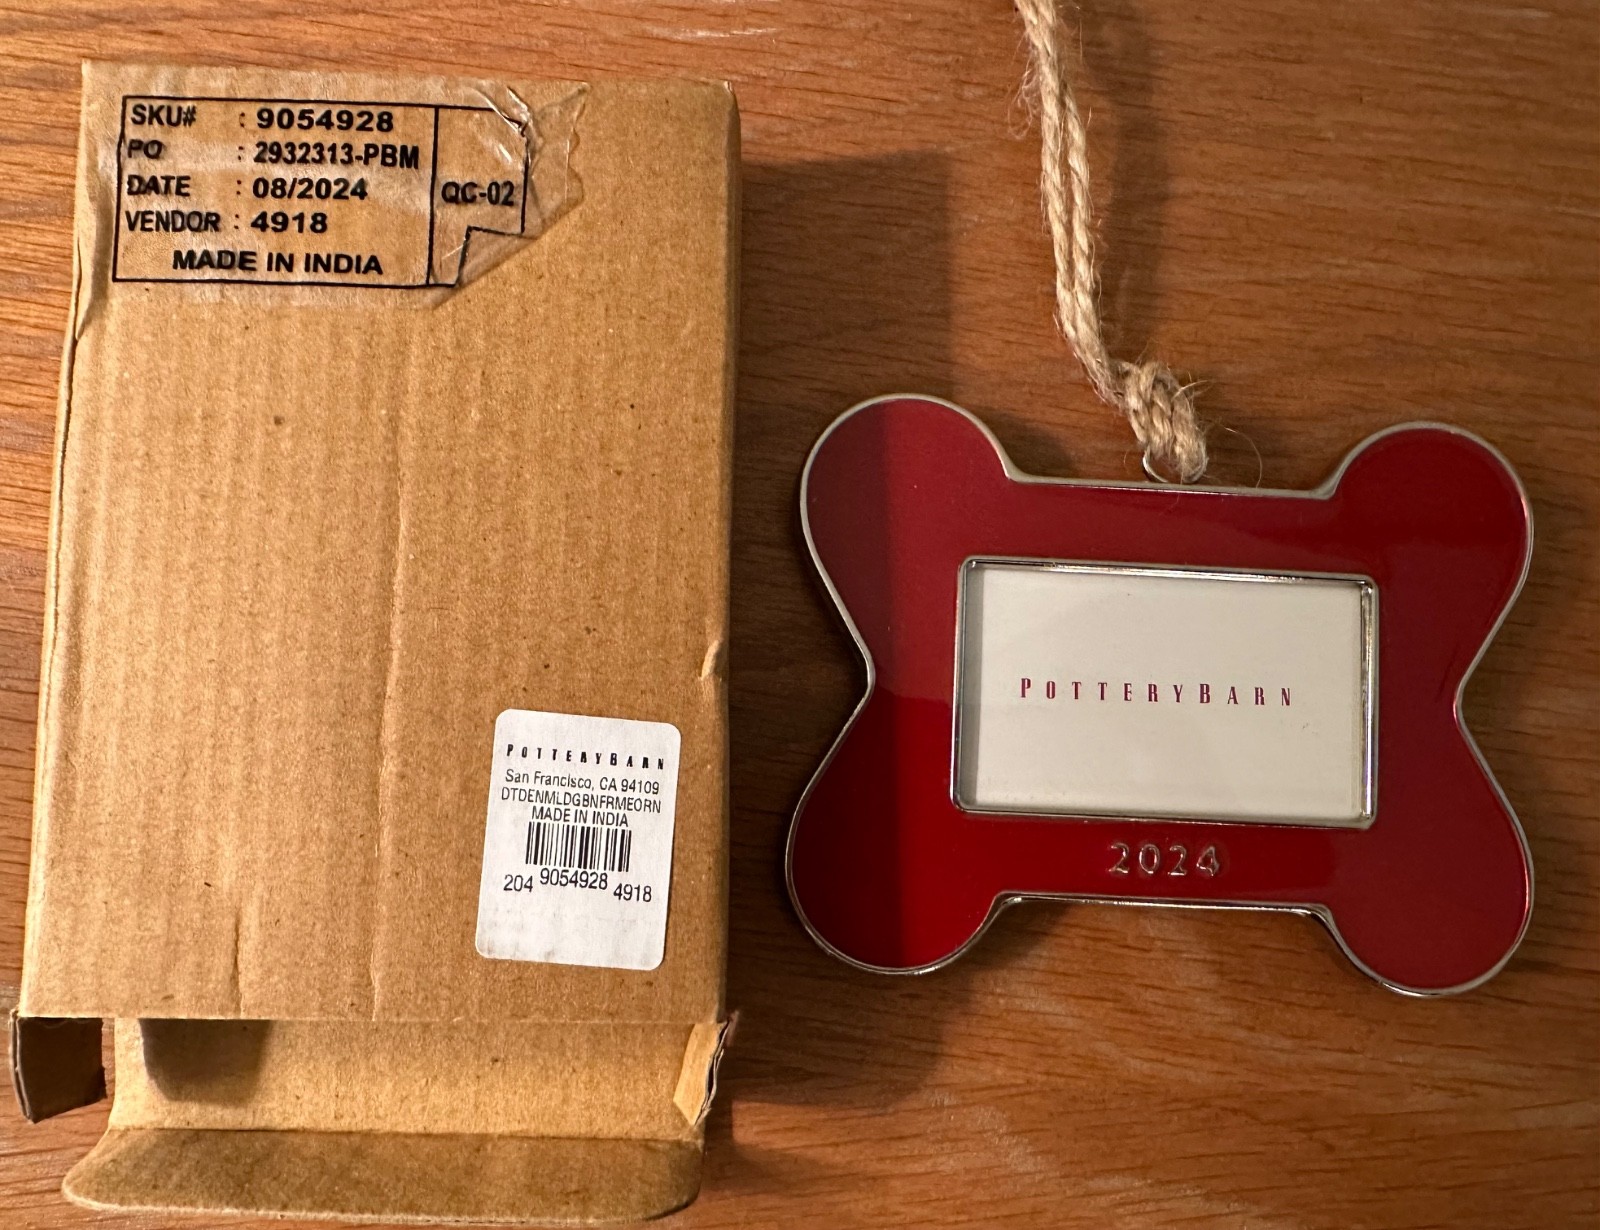 SKU# : 9054928
PO : 2932313-PBM
DATE : 08/2024
VENDOR : 4918
MADE IN INDIA
QC-02
POTTERYBARN
San Francisco, CA 94109
DTDENMLDGBNFRMEORN
MADE IN INDIA
204 9054928 4918
POTTERYBARN
2024